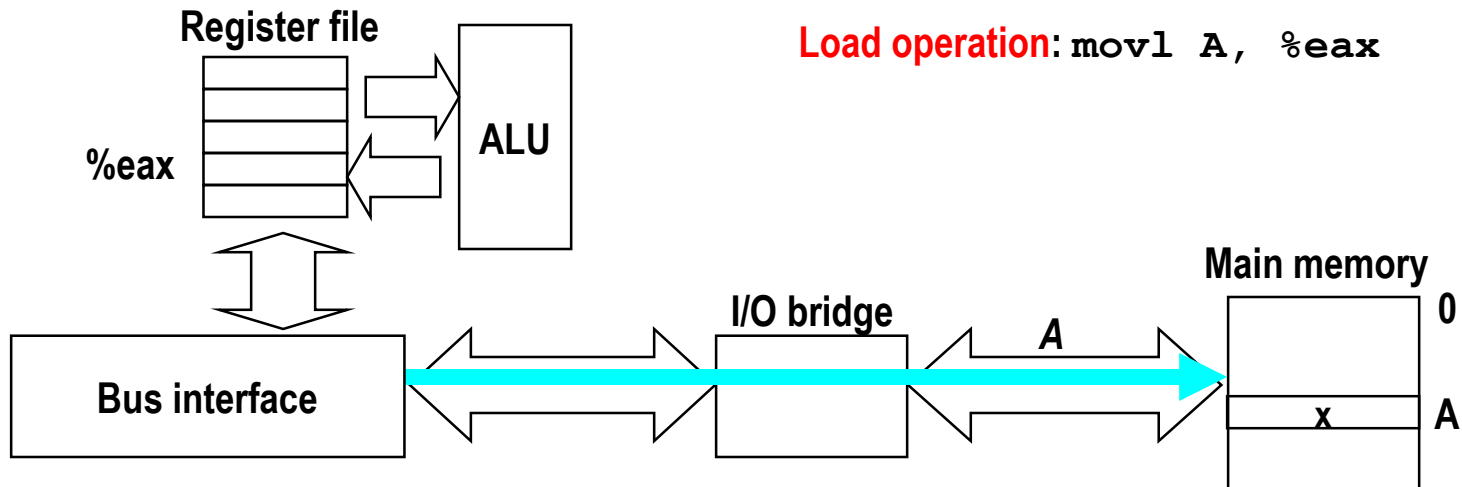 Register file
Load operation: movl A, %eax
ALU
%eax
Main memory
0
I/O bridge
A
Bus interface
x
A